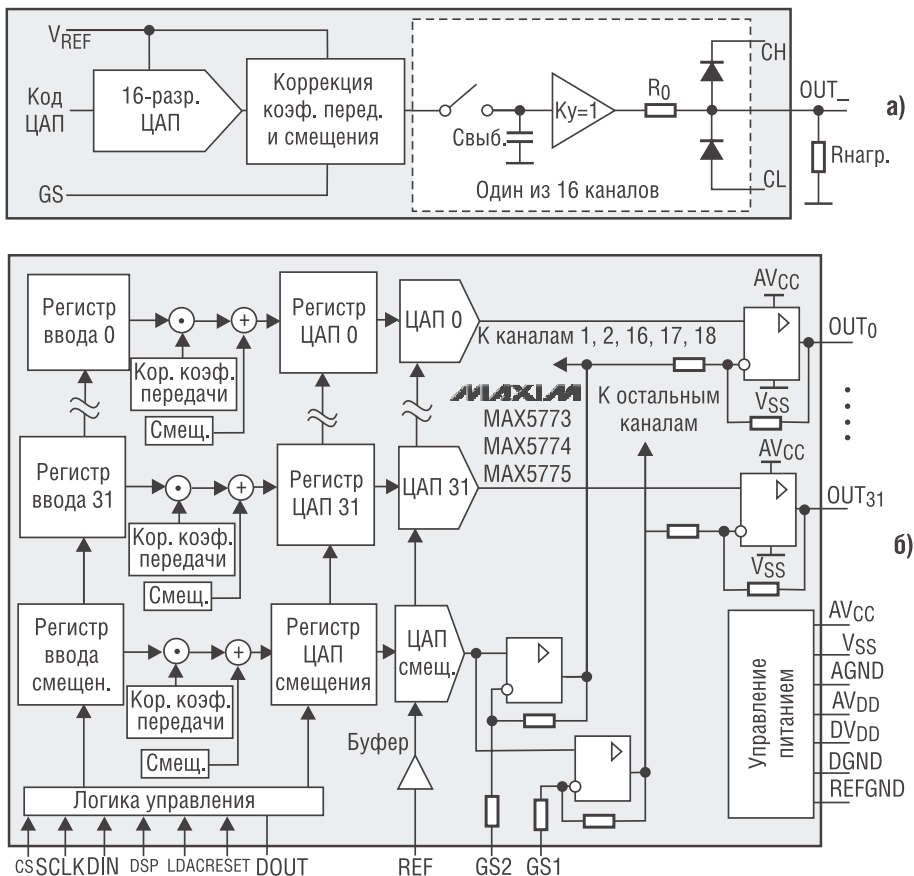 VREF
Код
ЦАП
16-разр.
ЦАП
GS
Коррекция
коэф. перед.
и смещения
Cвыб.
Kу=1
R0
CH
CL
OUT_
Rнагр.
Один из 16 каналов
а)
Регистр
ввода 0
Кор. коэф.
передачи
Смещ.
Регистр
ЦАП 0
ЦАП 0
К каналам 1, 2, 16, 17, 18
AVCC
VSS
OUT0
MAXIM
MAX5773
MAX5774
MAX5775
К остальным
каналам
Регистр
ввода 31
Кор. коэф.
передачи
Смещ.
Регистр
ЦАП 31
ЦАП 31
AVCC
VSS
OUT31
б)
Регистр
ввода
смещен.
Кор. коэф.
передачи
Смещ.
Регистр
ЦАП
смещения
ЦАП
смещ.
Буфер
Управление
питанием
AVCC
VSS
AGND
AVDD
DVDD
DGND
REFGND
Логика управления
CS SCLK DIN DSP LDAC RESET DOUT REF GS2 GS1